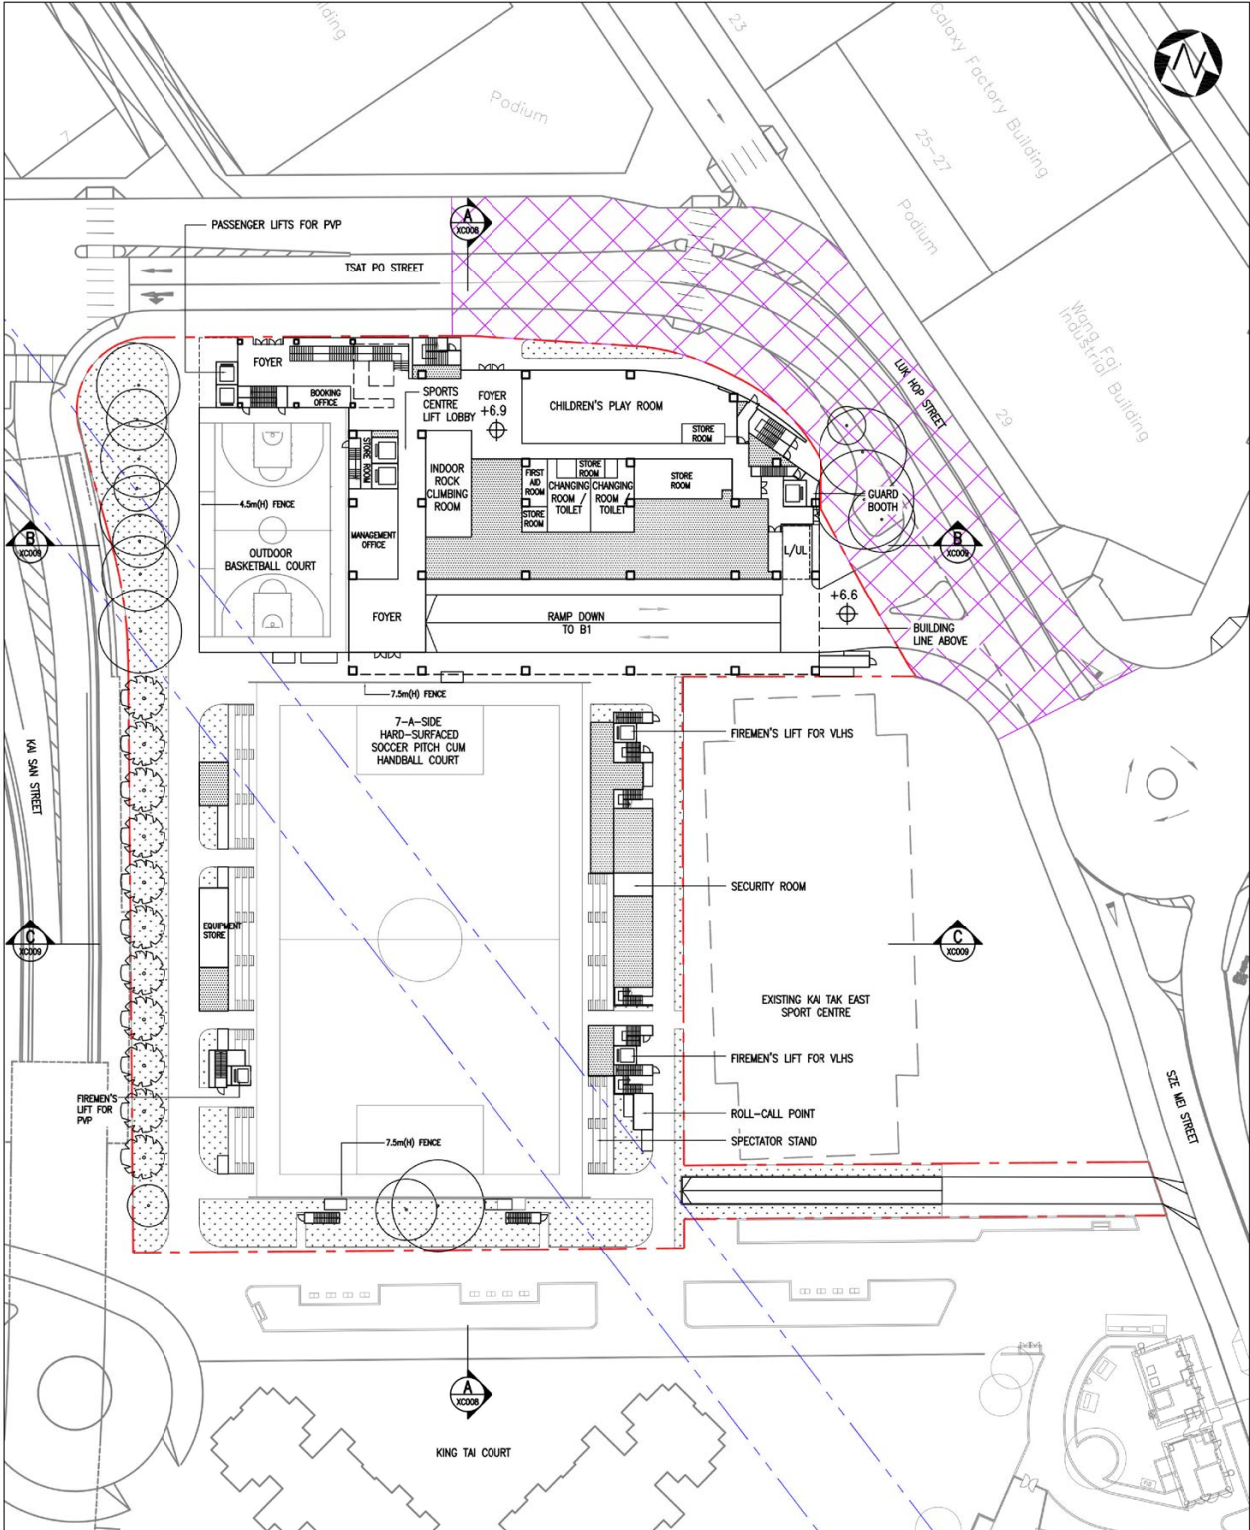 ilding
23
Galaxy Factory Building
N
Podium
7
25-27
Podium
A
XC008
PASSENGER LIFTS FOR PVP
TSAT PO STREET
Wang Fai
Industrial Building
29
LUK HOP STREET
FOYER
BOOKING
OFFICE
SPORTS
CENTRE
LIFT LOBBY
FOYER
+6.9
CHILDREN'S PLAY ROOM
STORE
ROOM
STORE ROOM
INDOOR
ROCK
CLIMBING
ROOM
FIRST
AID
ROOM
STORE
ROOM
CHANGING
ROOM /
TOILET
CHANGING
ROOM /
TOILET
STORE
ROOM
STORE
ROOM
GUARD
BOOTH
4.5m(H) FENCE
B
XC009
OUTDOOR
BASKETBALL COURT
MANAGEMENT
OFFICE
L/UL
B
XC009
FOYER
RAMP DOWN
TO B1
+6.6
BUILDING
LINE ABOVE
7.5m(H) FENCE
7-A-SIDE
HARD-SURFACED
SOCCER PITCH CUM
HANDBALL COURT
FIREMEN'S LIFT FOR VLHS
KAI SAN STREET
SECURITY ROOM
EQUIPMENT
STORE
C
XC009
C
XC009
EXISTING KAI TAK EAST
SPORT CENTRE
FIREMEN'S LIFT FOR VLHS
FIREMEN'S
LIFT FOR
PVP
ROLL-CALL POINT
SPECTATOR STAND
SZE MEI STREET
7.5m(H) FENCE
A
XC008
KING TAI COURT